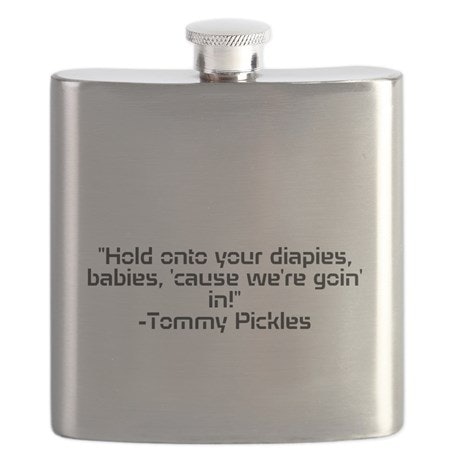 "Hold onto your diapies,
babies, 'cause we're goin'
in!"
-Tommy Pickles